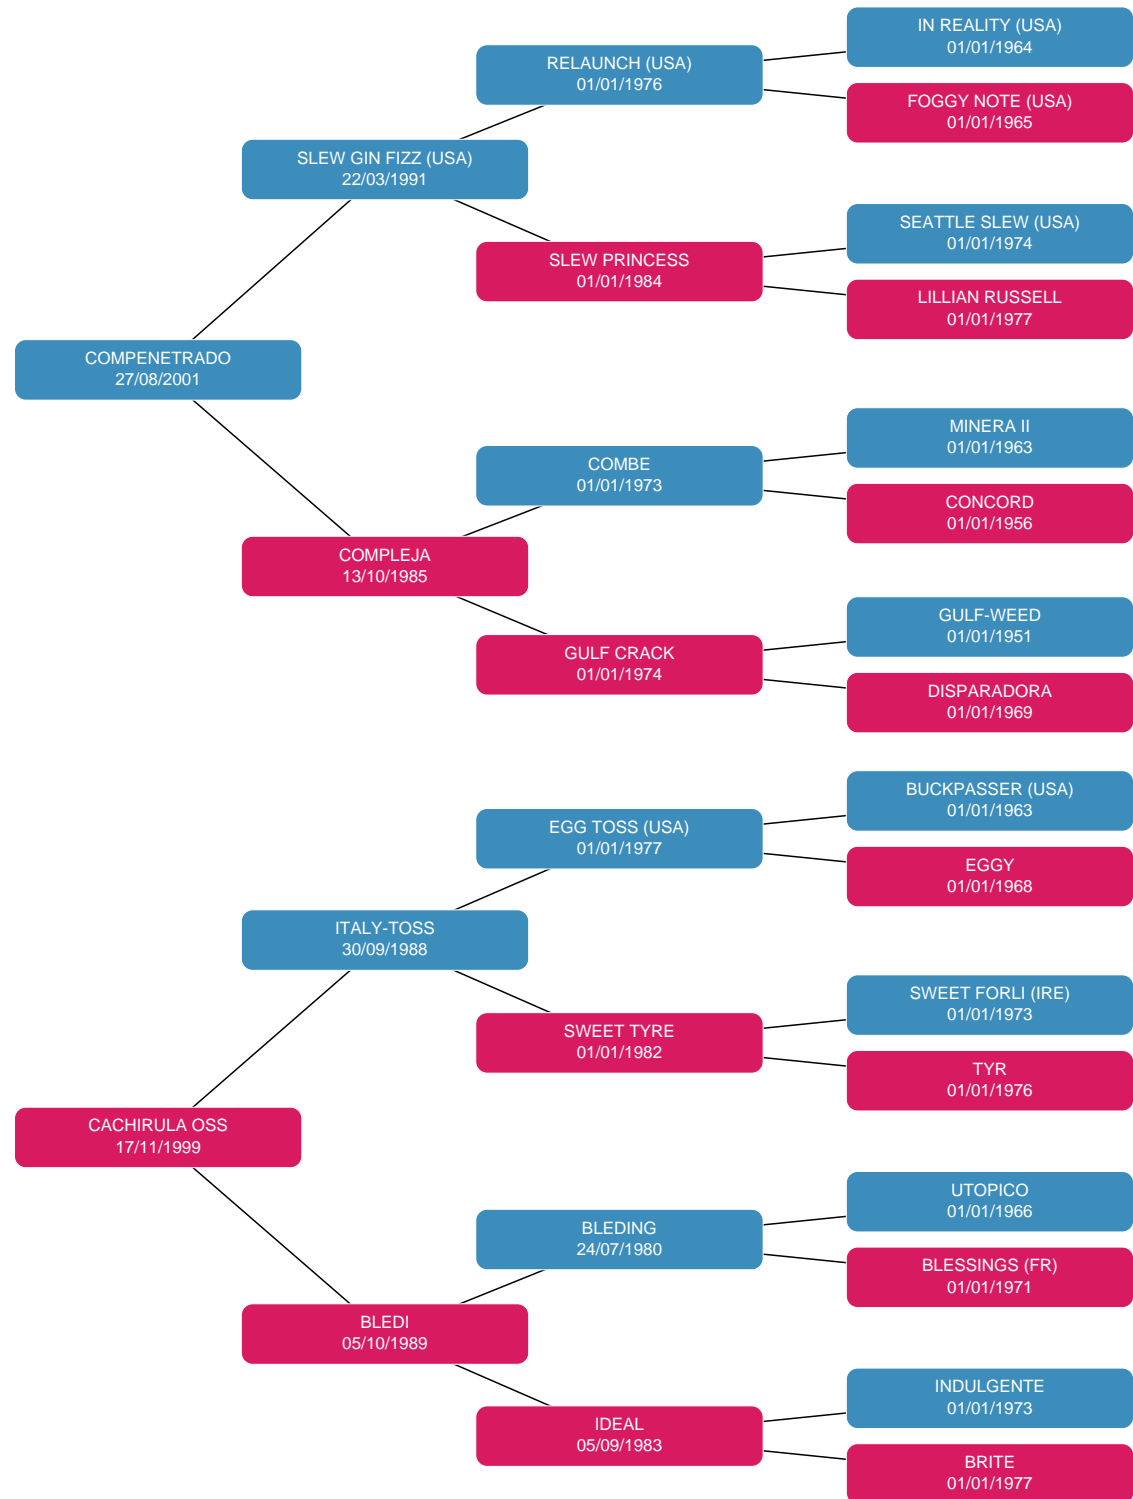 IN REALITY (USA)
01/01/1964
RELAUNCH (USA)
01/01/1976
FOGGY NOTE (USA)
01/01/1965
SLEW GIN FIZZ (USA)
22/03/1991
SEATTLE SLEW (USA)
01/01/1974
SLEW PRINCESS
01/01/1984
LILLIAN RUSSELL
01/01/1977
COMPENETRADO
27/08/2001
MINERA II
01/01/1963
COMBE
01/01/1973
CONCORD
01/01/1956
COMPLEJA
13/10/1985
GULF-WEED
01/01/1951
GULF CRACK
01/01/1974
DISPARADORA
01/01/1969
BUCKPASSER (USA)
01/01/1963
EGG TOSS (USA)
01/01/1977
EGGY
01/01/1968
ITALY-TOSS
30/09/1988
SWEET FORLI (IRE)
01/01/1973
SWEET TYRE
01/01/1982
TYR
01/01/1976
CACHIRULA OSS
17/11/1999
UTOPICO
01/01/1966
BLEDING
24/07/1980
BLESSINGS (FR)
01/01/1971
BLEDI
05/10/1989
INDULGENTE
01/01/1973
IDEAL
05/09/1983
BRITE
01/01/1977